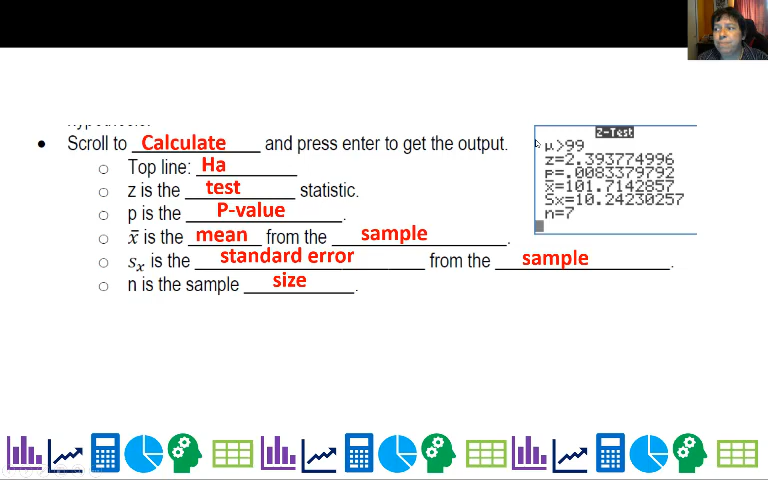 hypothesis.
• Scroll to Calculate and press enter to get the output.
○ Top line: Ha
○ z is the test statistic.
○ p is the P-value.
○ x̄ is the mean from the sample.
○ sₓ is the standard error from the sample.
○ n is the sample size.
Z-Test
μ>99
z=2.393774996
p=.0083379792
x̄=101.7142857
Sx=10.24230257
n=7